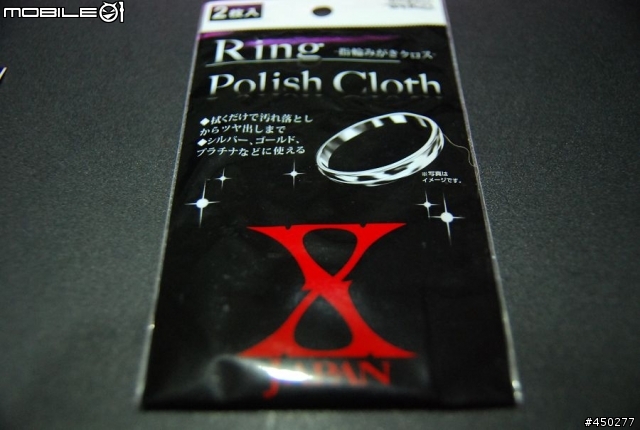 MOBILE01
2枚入
Ring
-指輪みがきクロス-
Polish Cloth
◆拭くだけで汚れ落とし
からツヤ出しまで
◆シルバー、ゴールド、
プラチナなどに使える
※写真は
イメージです。
X
JAPAN
#450277